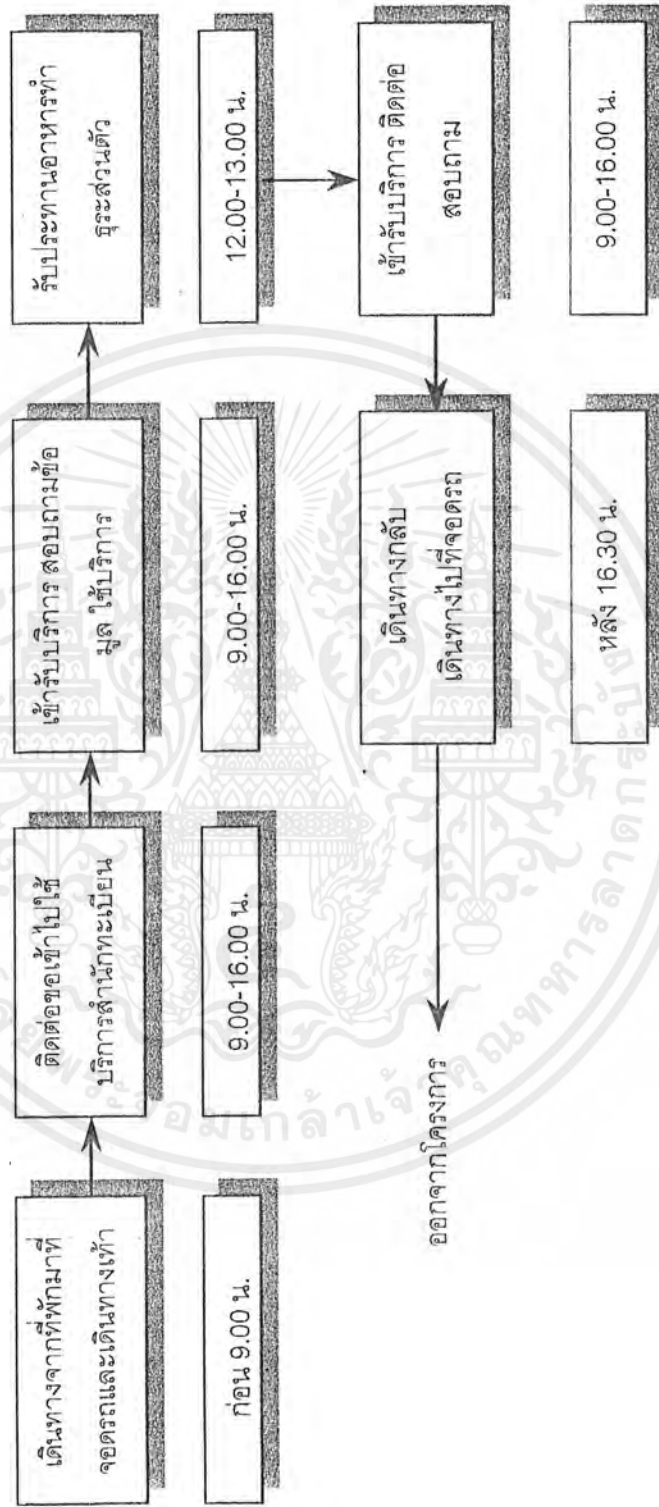 เดินทางจากที่พักมาที่
จอดรถและเดินทางเท้า
ก่อน 9.00 น.
ติดต่อขอเข้าไปใช้
บริการสำนักทะเบียน
9.00-16.00 น.
เข้ารับบริการ สอบถามข้อ
มูล ใช้บริการ
9.00-16.00 น.
รับประทานอาหารทำ
ธุระส่วนตัว
12.00-13.00 น.
เข้ารับบริการ ติดต่อ
สอบถาม
9.00-16.00 น.
เดินทางกลับ
เดินทางไปที่จอดรถ
หลัง 16.30 น.
ออกจากโครงการ